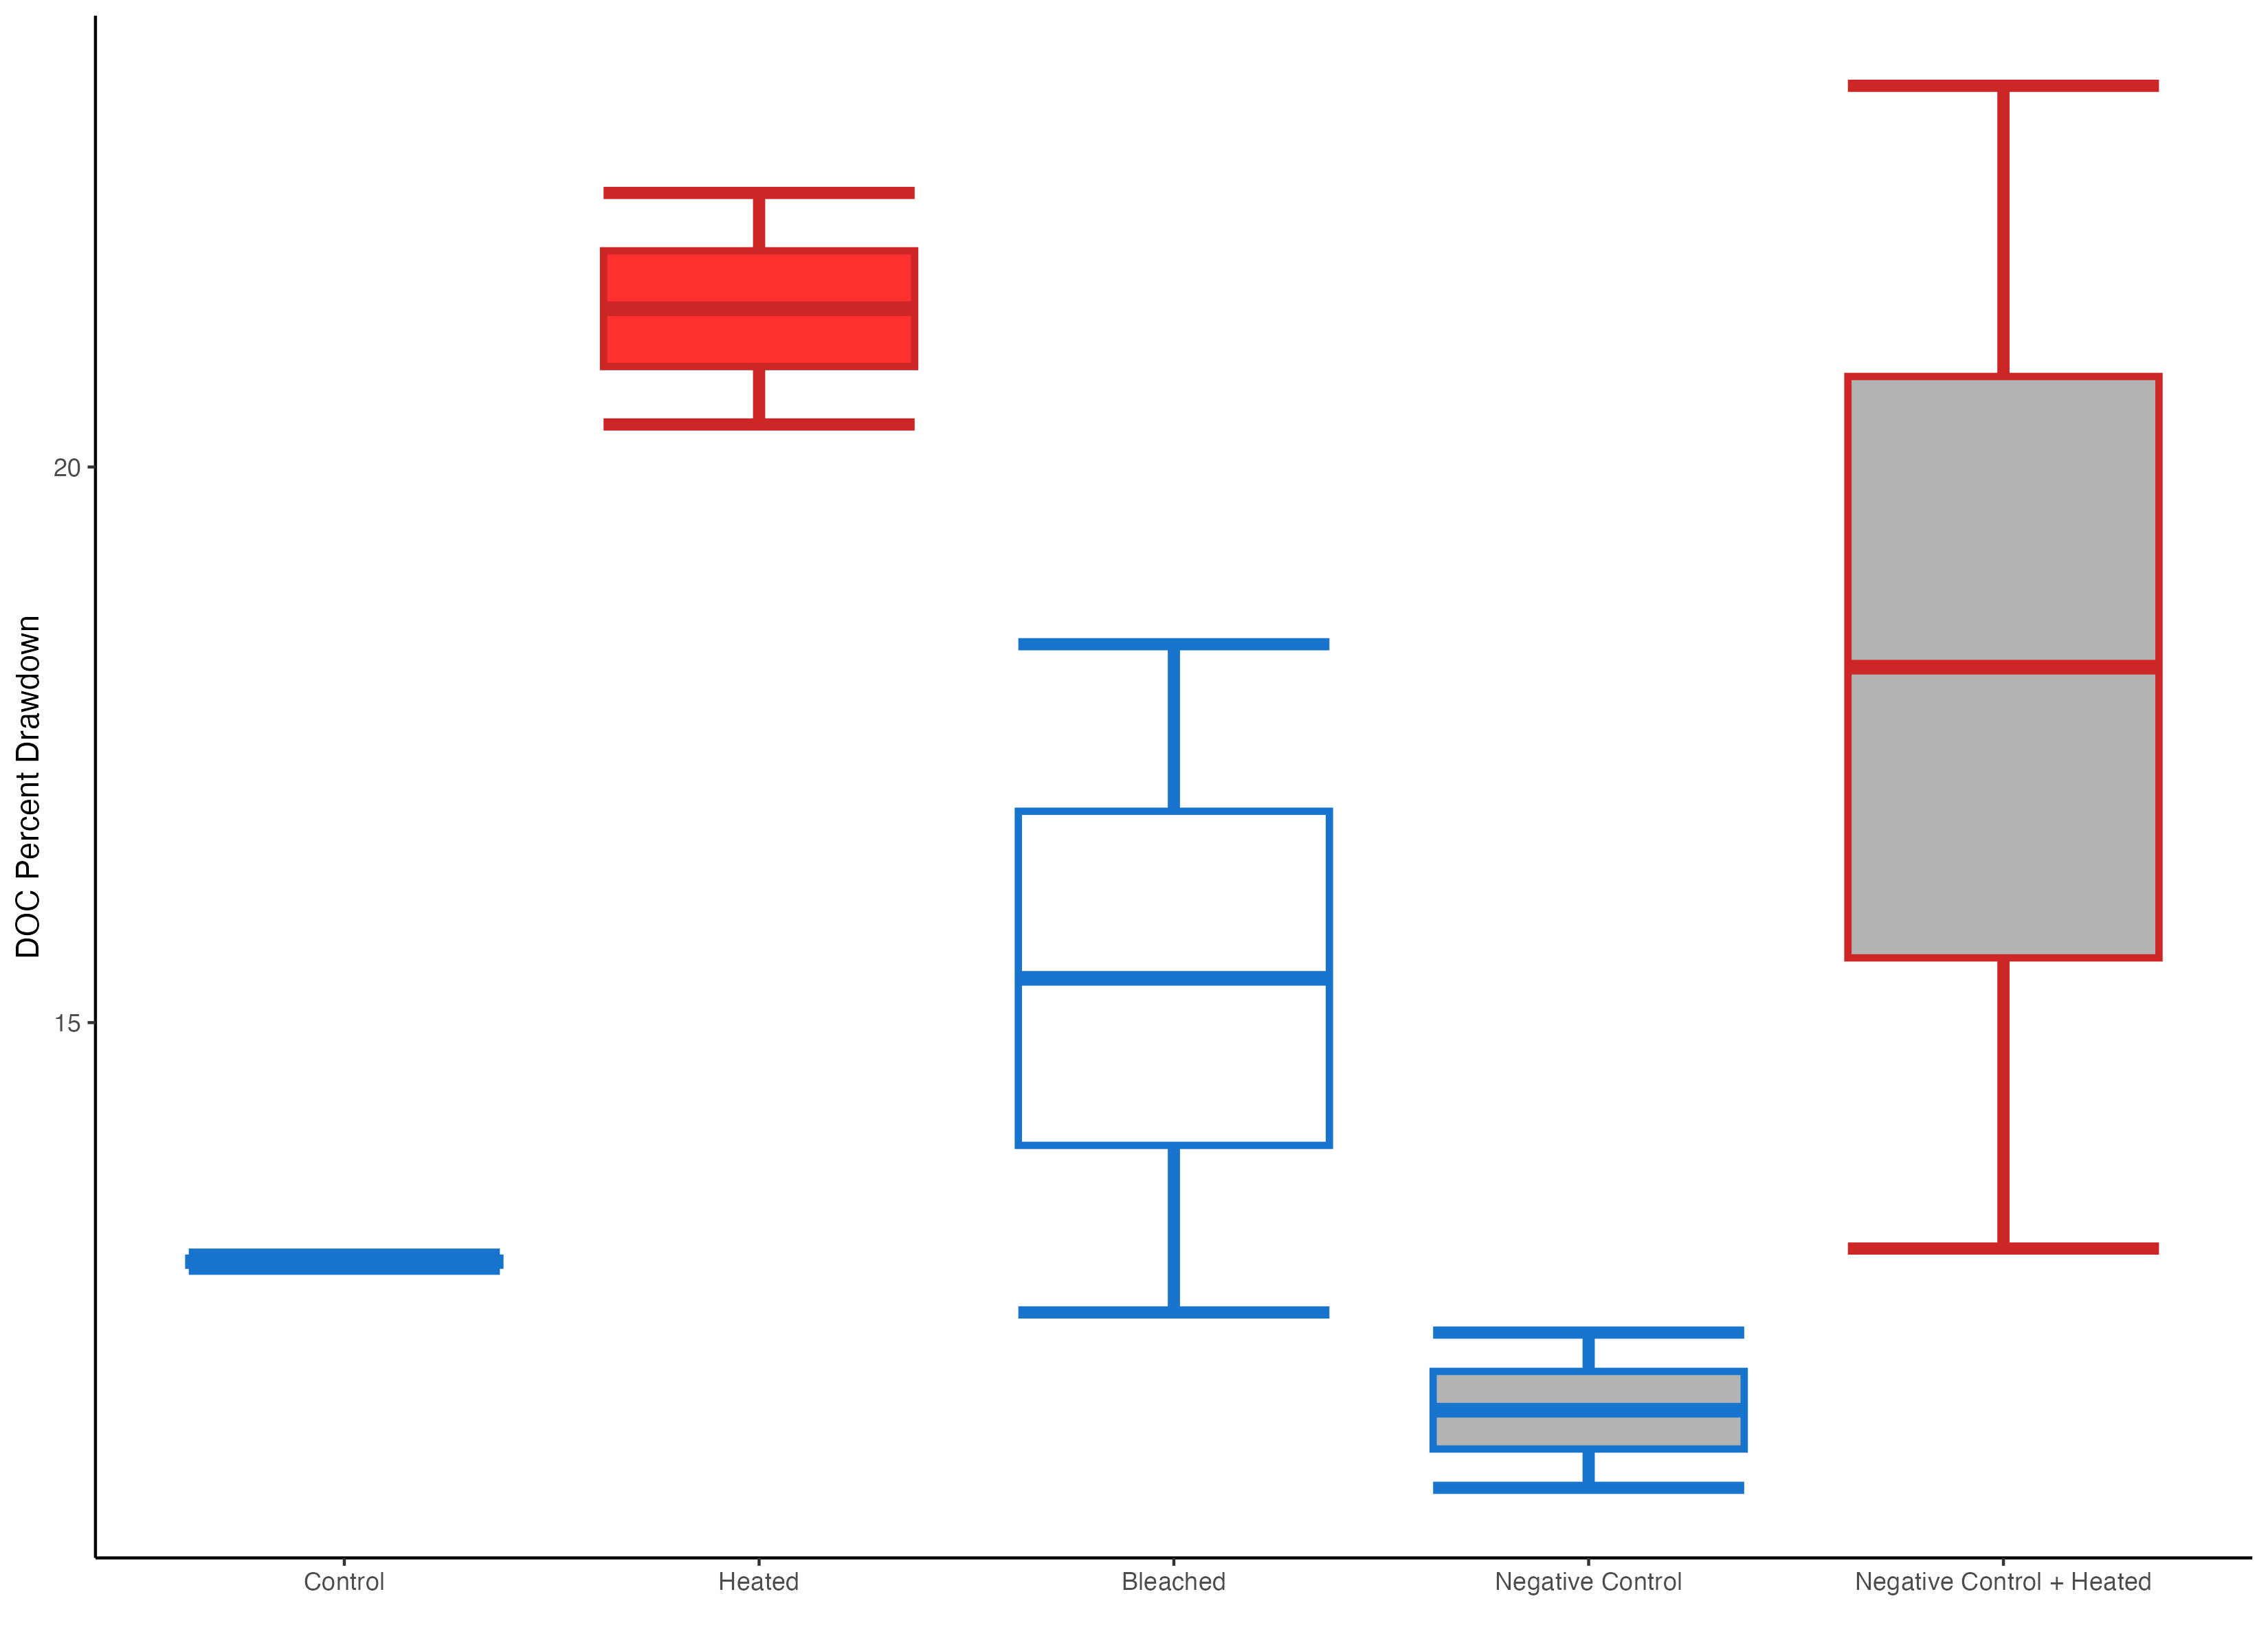 DOC Percent Drawdown
20
15
Control
Heated
Bleached
Negative Control
Negative Control + Heated